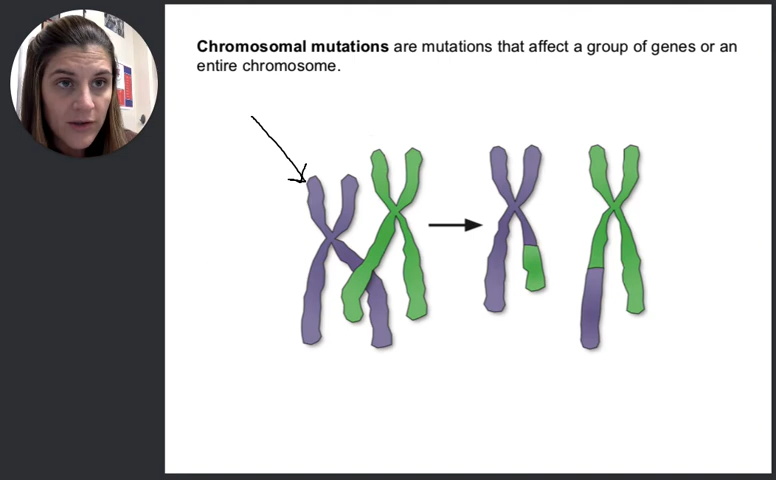 Chromosomal mutations are mutations that affect a group of genes or an
entire chromosome.